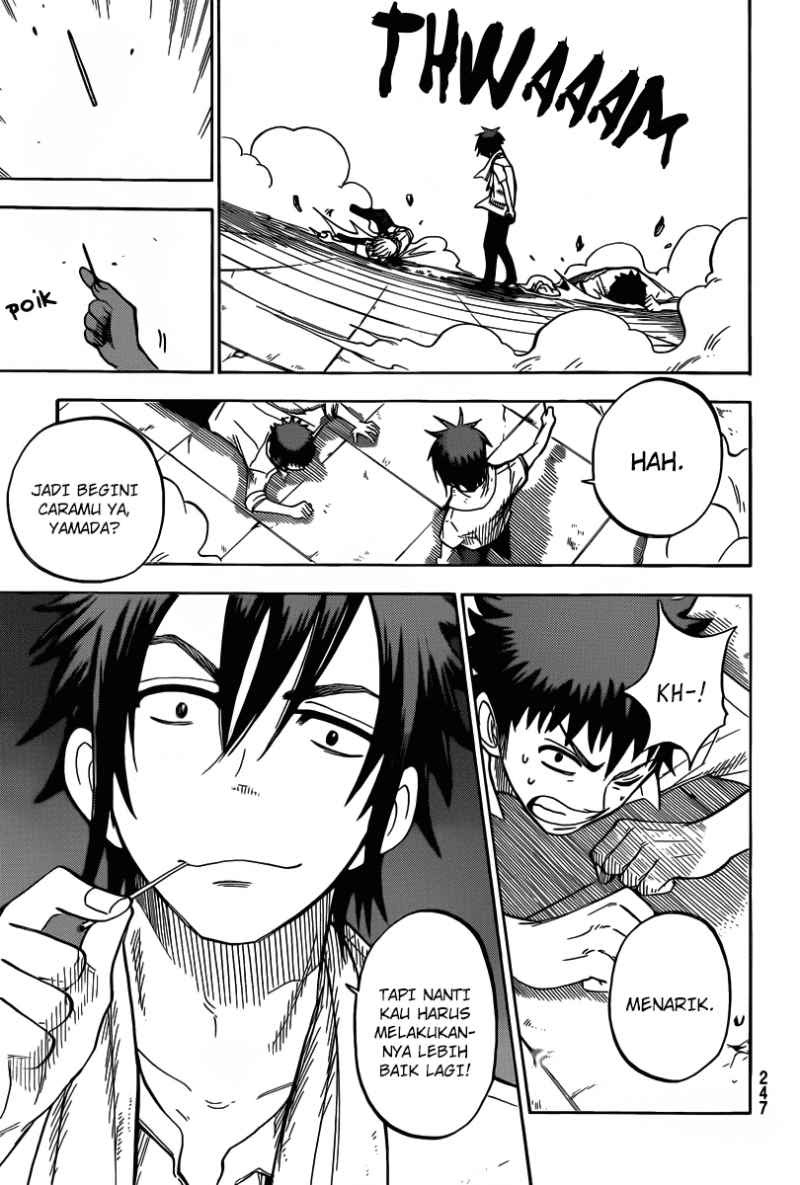 THWAAAM
POIK
HAH.
JADI BEGINI
CARAMU YA,
YAMADA?
KH-!
MENARIK.
TAPI NANTI
KAU HARUS
MELAKUKAN-
NYA LEBIH
BAIK LAGI!
247